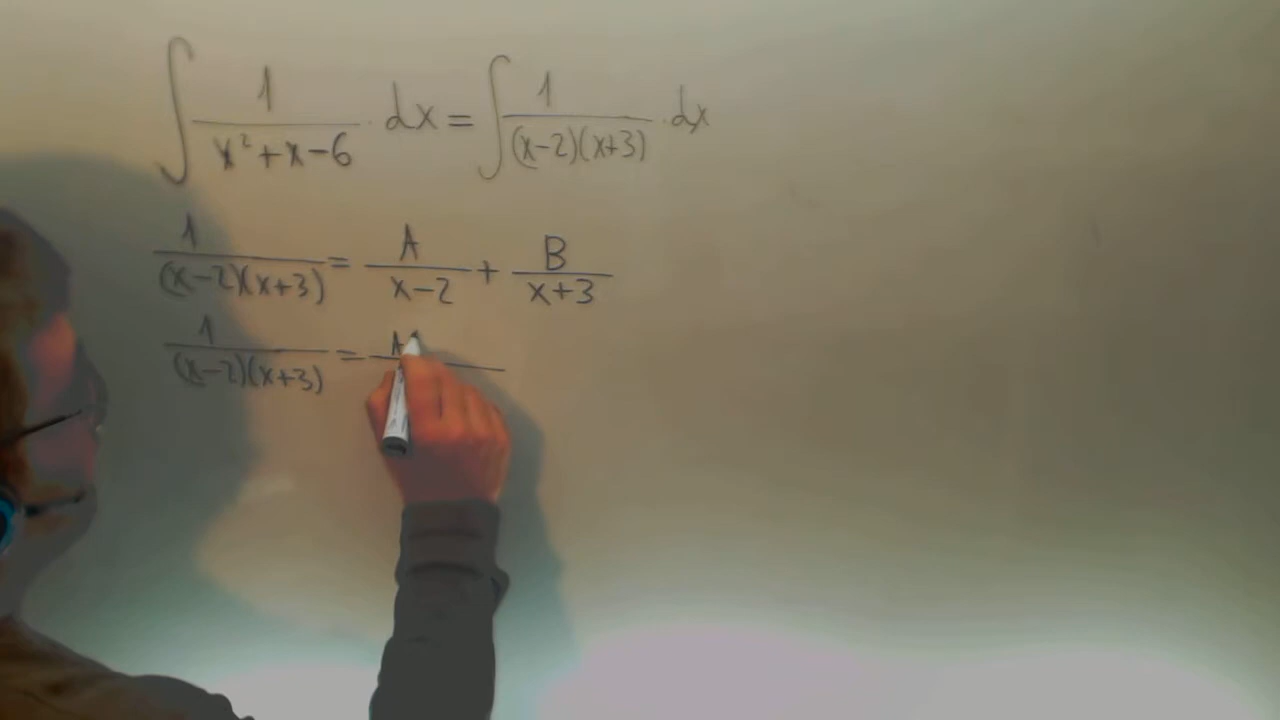 ∫ 1/(x²+x-6) · dx = ∫ 1/((x-2)(x+3)) · dx
1/((x-2)(x+3)) = A/(x-2) + B/(x+3)
1/((x-2)(x+3)) = A